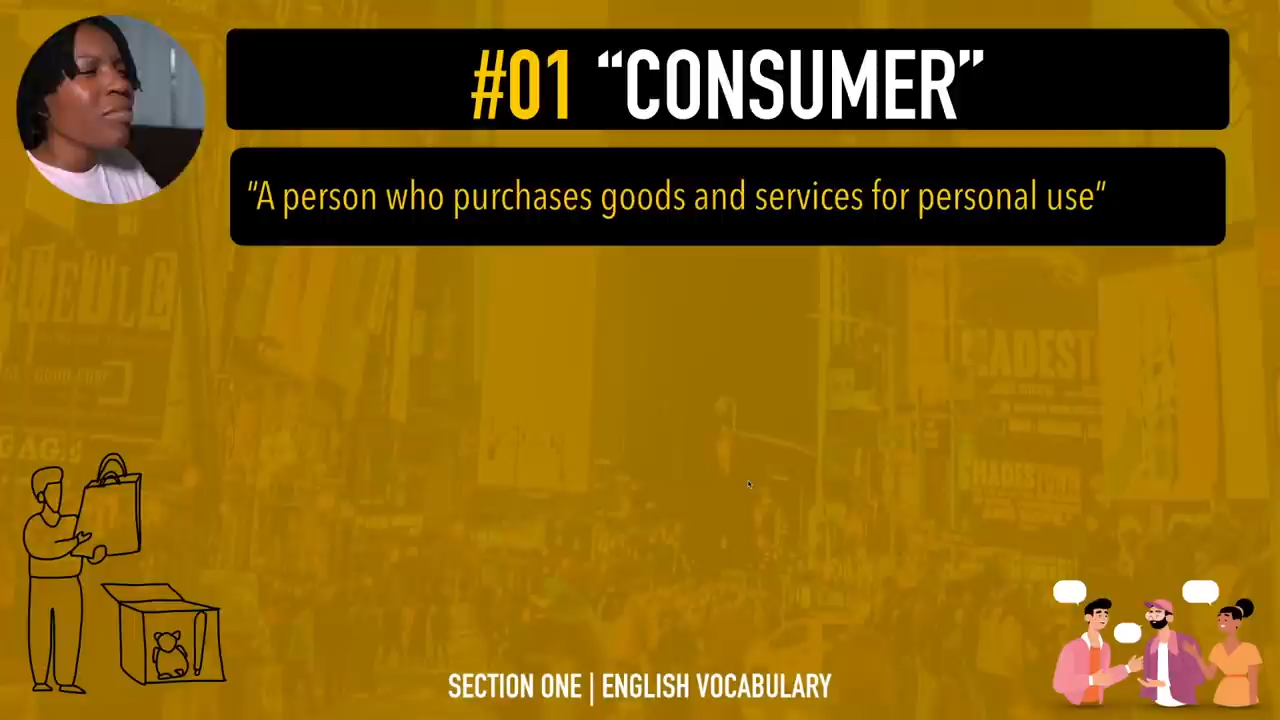 #01 “CONSUMER”
“A person who purchases goods and services for personal use”
SECTION ONE | ENGLISH VOCABULARY